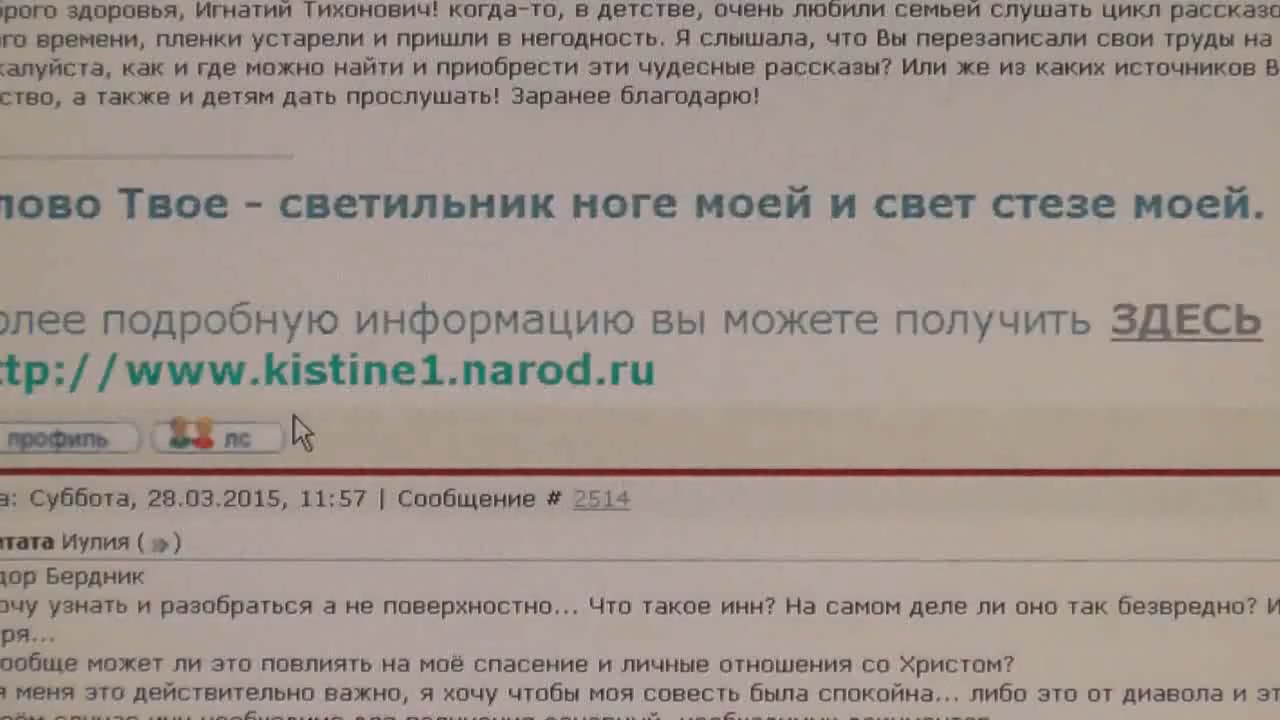 брого здоровья, Игнатий Тихонович! когда-то, в детстве, очень любили семьей слушать цикл рассказо
го времени, пленки устарели и пришли в негодность. Я слышала, что Вы перезаписали свои труды на
жалуйста, как и где можно найти и приобрести эти чудесные рассказы? Или же из каких источников В
ство, а также и детям дать прослушать! Заранее благодарю!
лово Твое - светильник ноге моей и свет стезе моей.
олее подробную информацию вы можете получить ЗДЕСЬ
ttp://www.kistine1.narod.ru
профиль лс
а: Суббота, 28.03.2015, 11:57 | Сообщение # 2514
итата Иулия ( )
дор Бердник
очу узнать и разобраться а не поверхностно... Что такое инн? На самом деле ли оно так безвредно? И
ря...
ообще может ли это повлиять на моё спасение и личные отношения со Христом?
я меня это действительно важно, я хочу чтобы моя совесть была спокойна... либо это от диавола и эт